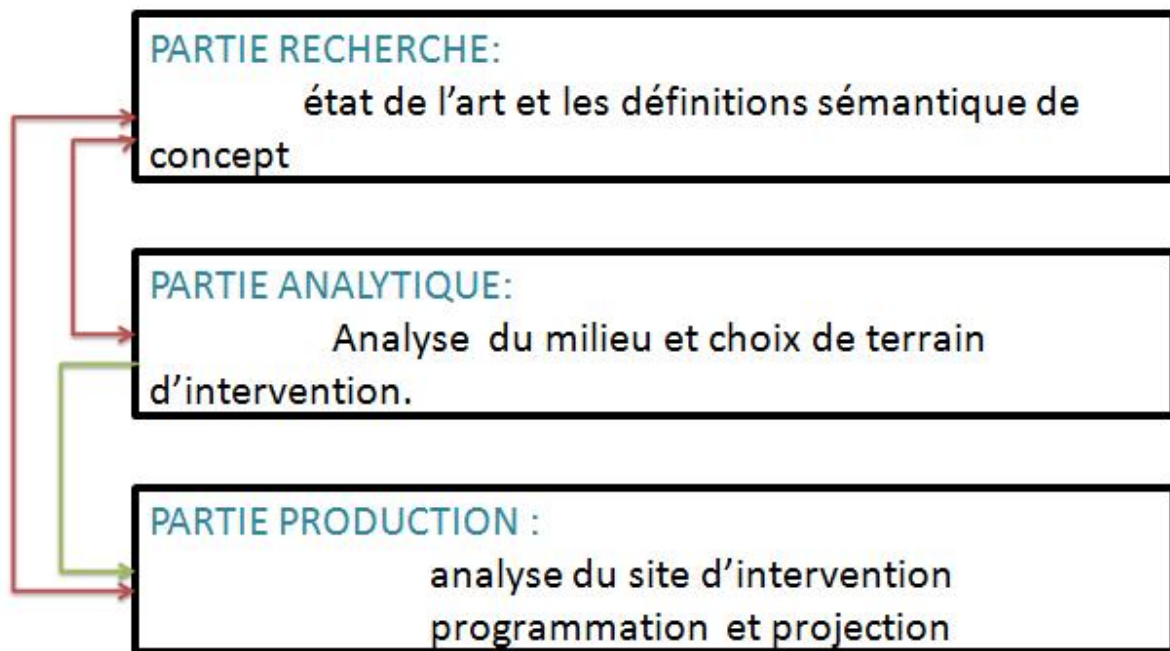 PARTIE RECHERCHE:
état de l'art et les définitions sémantique de
concept
PARTIE ANALYTIQUE:
Analyse du milieu et choix de terrain
d'intervention.
PARTIE PRODUCTION :
analyse du site d'intervention
programmation et projection